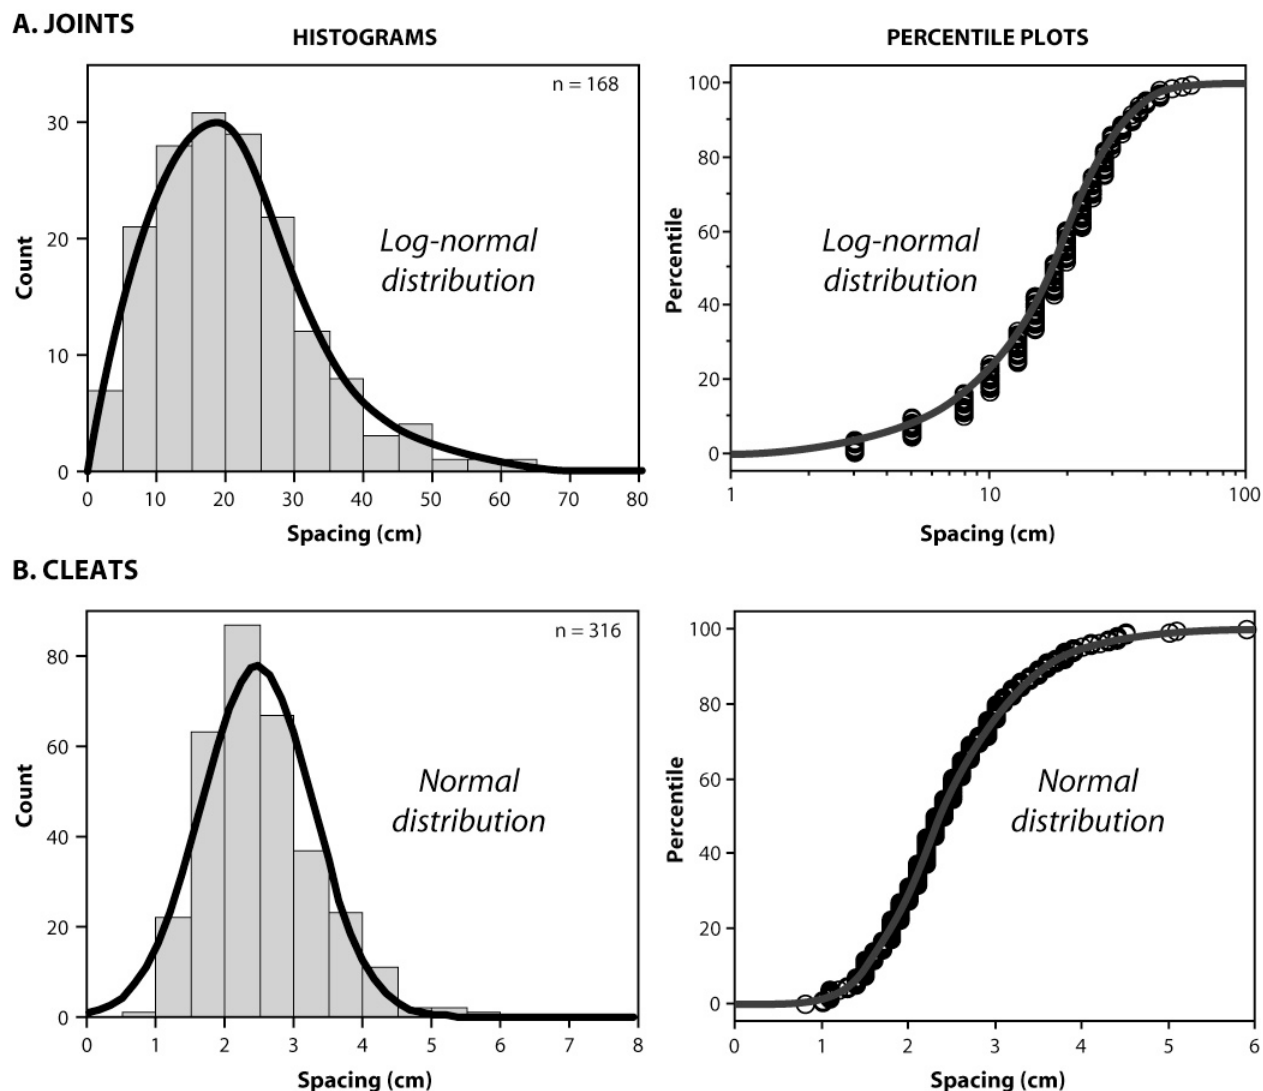 A. JOINTS
HISTOGRAMS
PERCENTILE PLOTS
n = 168
30
20
10
0
Count
Log-normal
distribution
0 10 20 30 40 50 60 70 80
Spacing (cm)
100
80
60
40
20
0
Percentile
Log-normal
distribution
1 10 100
Spacing (cm)
B. CLEATS
n = 316
80
60
40
20
0
Count
Normal
distribution
0 1 2 3 4 5 6 7 8
Spacing (cm)
100
80
60
40
20
0
Percentile
Normal
distribution
0 1 2 3 4 5 6
Spacing (cm)